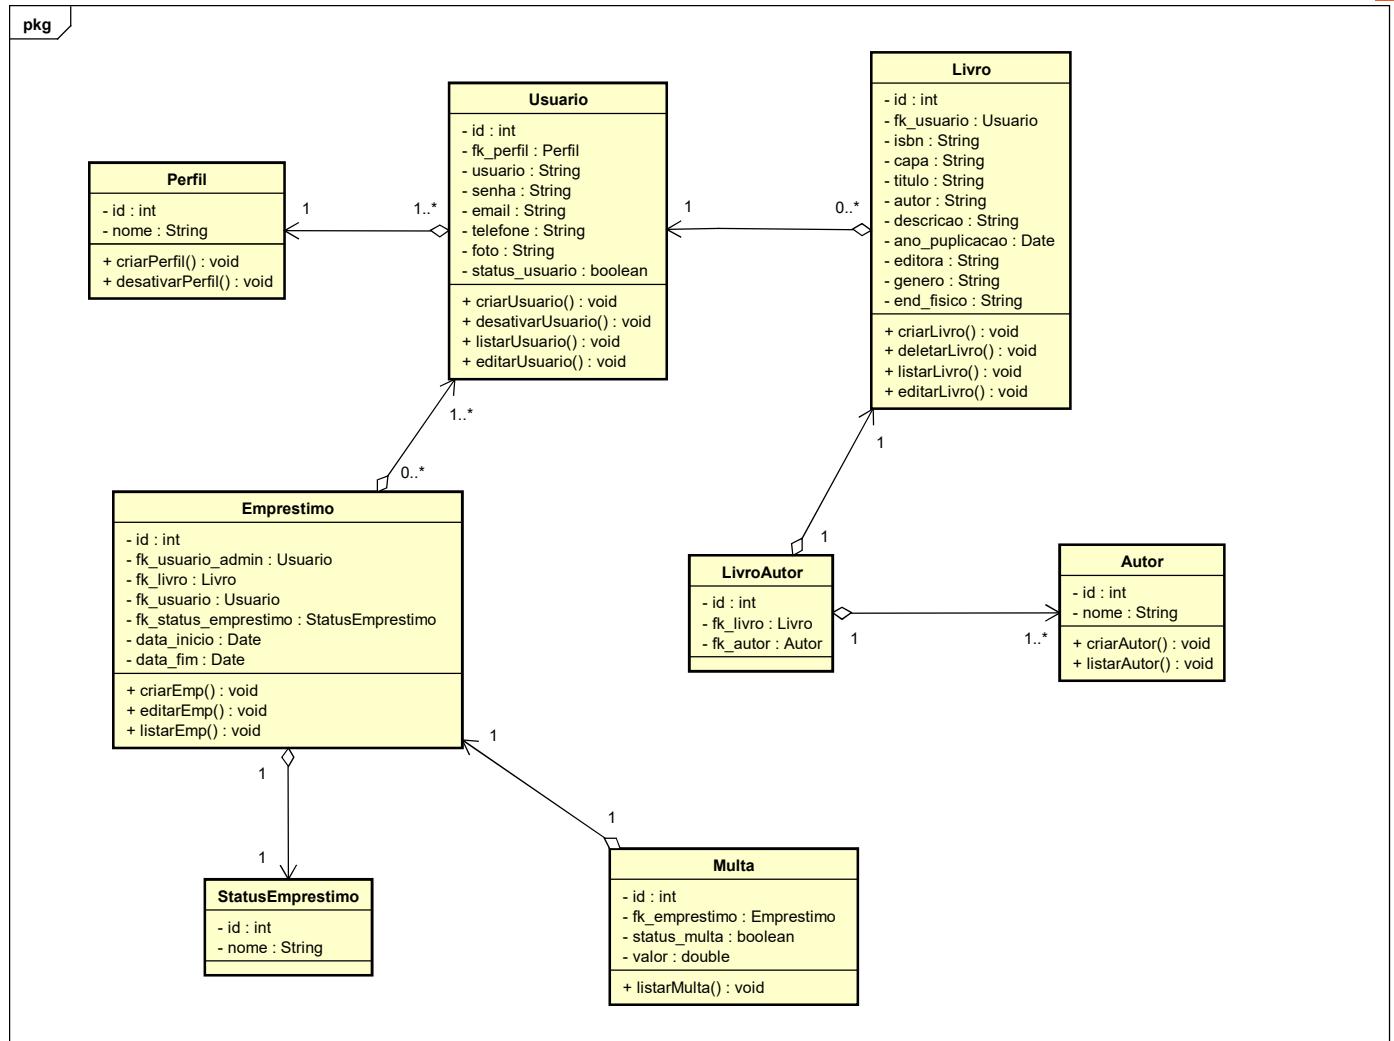 pkg
Perfil
- id : int
- nome : String
+ criarPerfil() : void
+ desativarPerfil() : void
1
1..*
Usuario
- id : int
- fk_perfil : Perfil
- usuario : String
- senha : String
- email : String
- telefone : String
- foto : String
- status_usuario : boolean
+ criarUsuario() : void
+ desativarUsuario() : void
+ listarUsuario() : void
+ editarUsuario() : void
1
0..*
Livro
- id : int
- fk_usuario : Usuario
- isbn : String
- capa : String
- titulo : String
- autor : String
- descricao : String
- ano_puplicacao : Date
- editora : String
- genero : String
- end_fisico : String
+ criarLivro() : void
+ deletarLivro() : void
+ listarLivro() : void
+ editarLivro() : void
1..*
0..*
Emprestimo
- id : int
- fk_usuario_admin : Usuario
- fk_livro : Livro
- fk_usuario : Usuario
- fk_status_emprestimo : StatusEmprestimo
- data_inicio : Date
- data_fim : Date
+ criarEmp() : void
+ editarEmp() : void
+ listarEmp() : void
1
1
LivroAutor
- id : int
- fk_livro : Livro
- fk_autor : Autor
1
1..*
Autor
- id : int
- nome : String
+ criarAutor() : void
+ listarAutor() : void
1
1
StatusEmprestimo
- id : int
- nome : String
1
1
Multa
- id : int
- fk_emprestimo : Emprestimo
- status_multa : boolean
- valor : double
+ listarMulta() : void